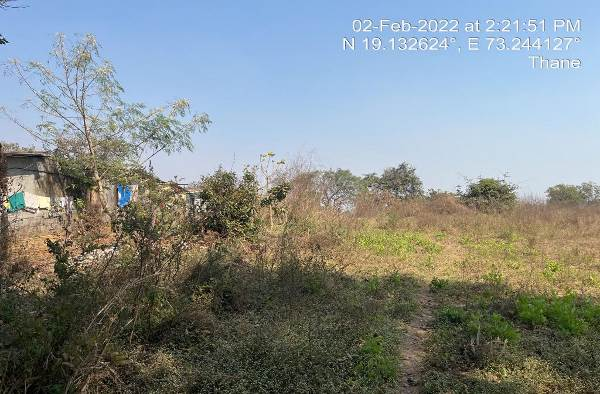 02-Feb-2022 at 2:21:51 PM
N 19.132624°, E 73.244127°
Thane